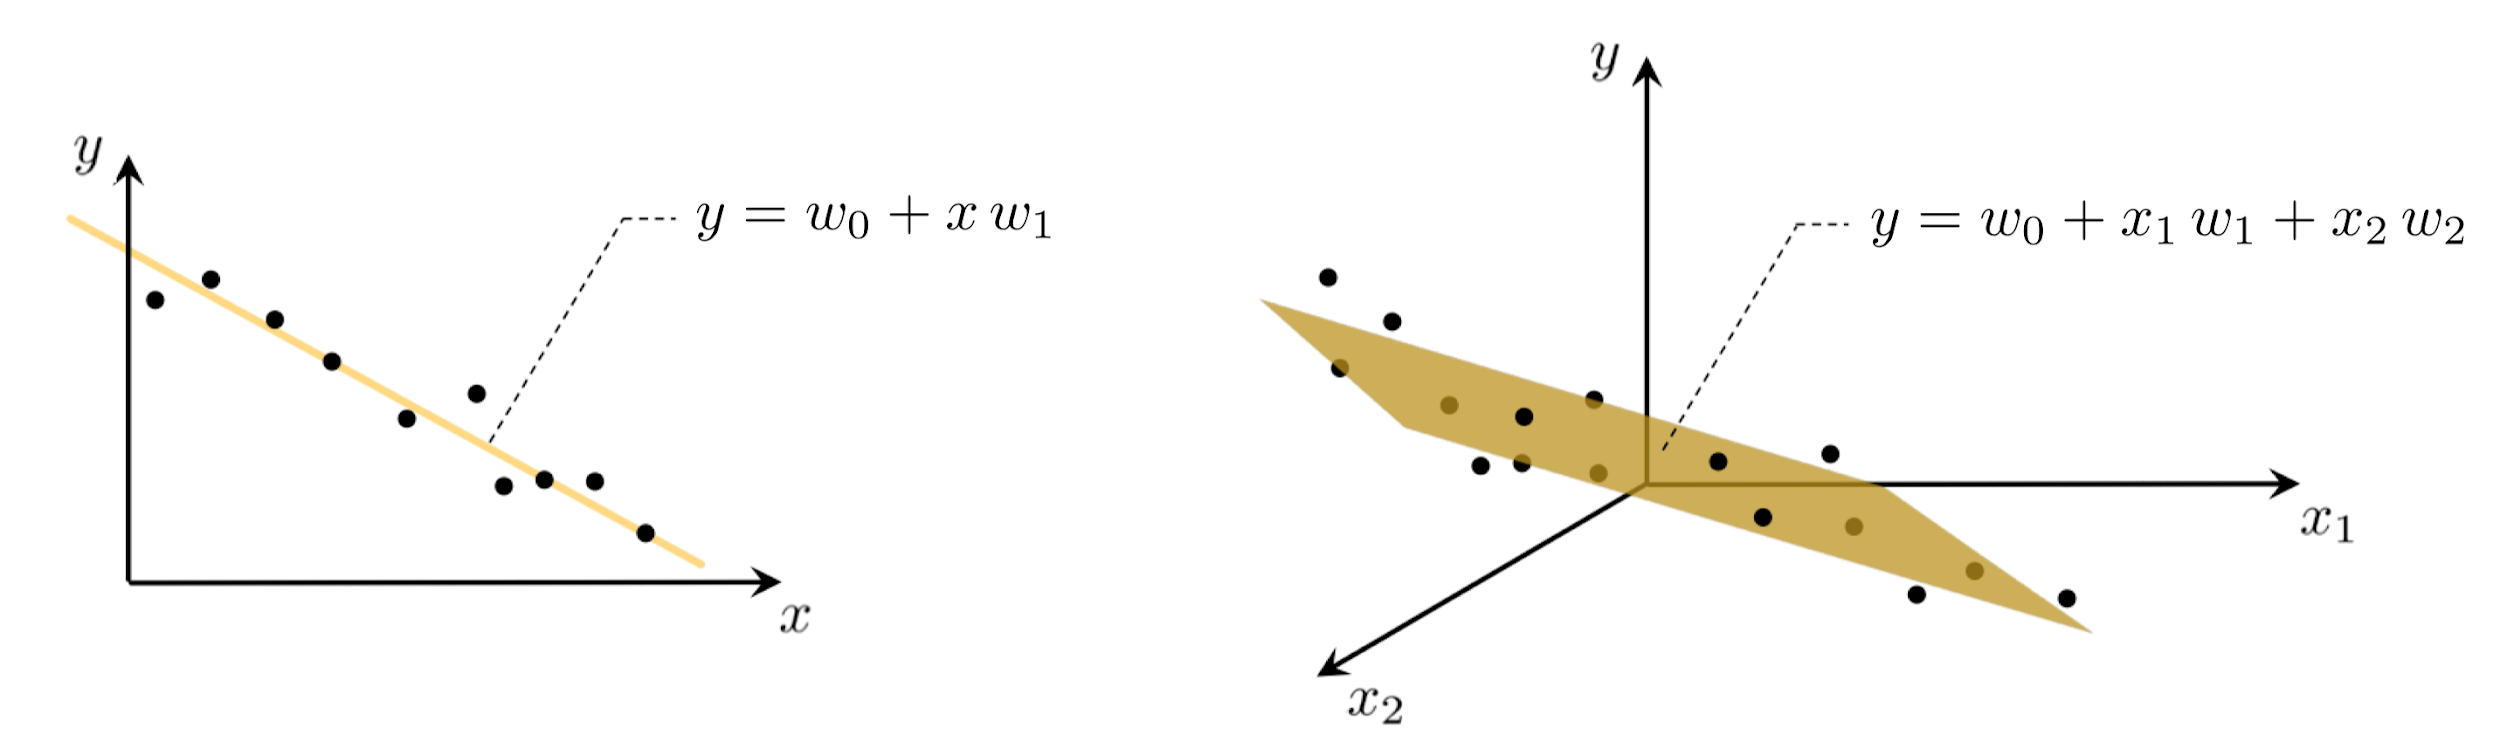 y
y = w₀ + x w₁
x
y
y = w₀ + x₁ w₁ + x₂ w₂
x₁
x₂